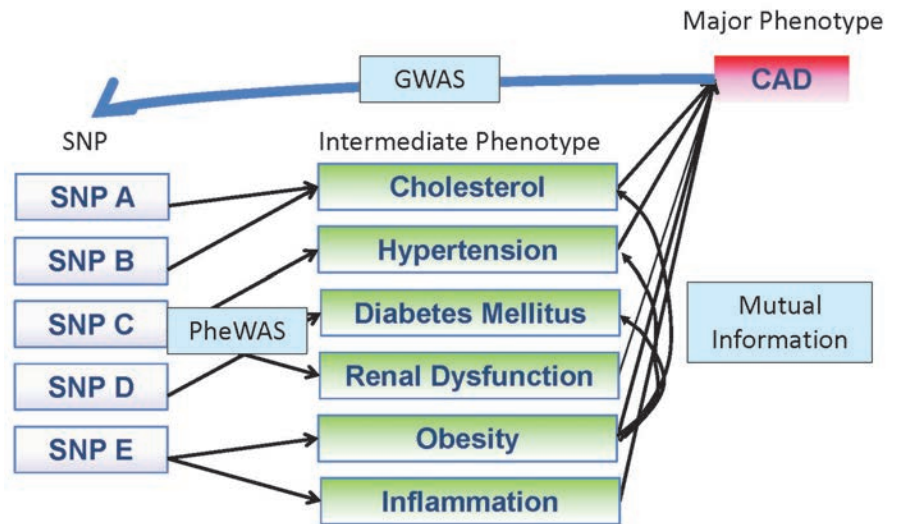 Major Phenotype
GWAS
CAD
SNP
Intermediate Phenotype
SNP A
Cholesterol
SNP B
Hypertension
SNP C
PheWAS
Diabetes Mellitus
Mutual
Information
SNP D
Renal Dysfunction
SNP E
Obesity
Inflammation